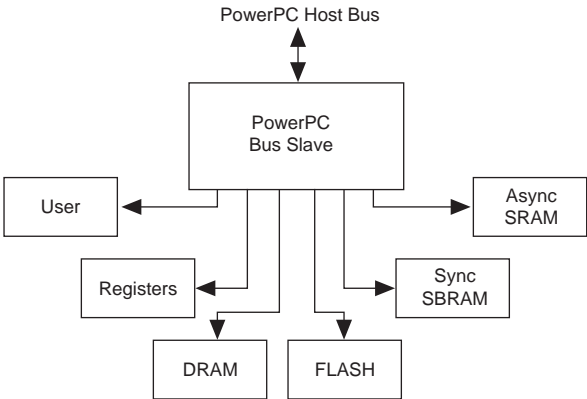 PowerPC Host Bus
PowerPC
Bus Slave
User
Async
SRAM
Registers
Sync
SBRAM
DRAM
FLASH